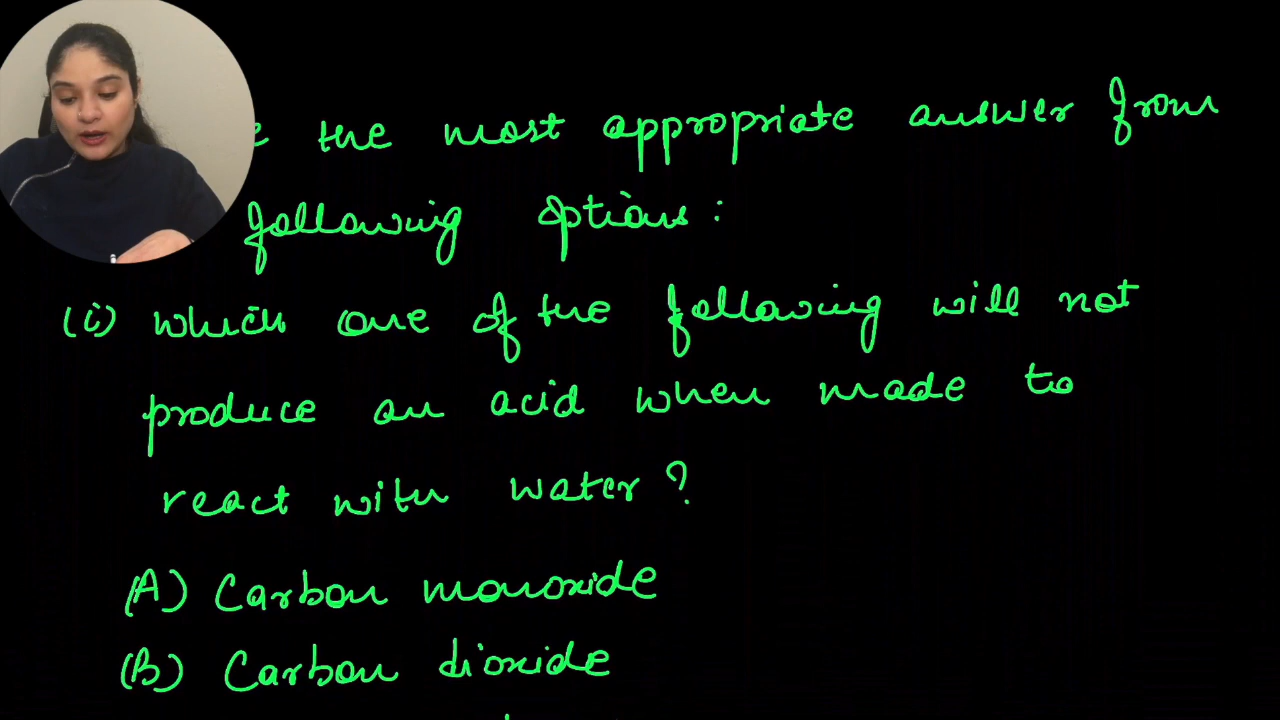 the most appropriate answer from
following options:
(i) which one of the following will not
produce an acid when made to
react with water?
(A) Carbon monoxide
(B) Carbon dioxide